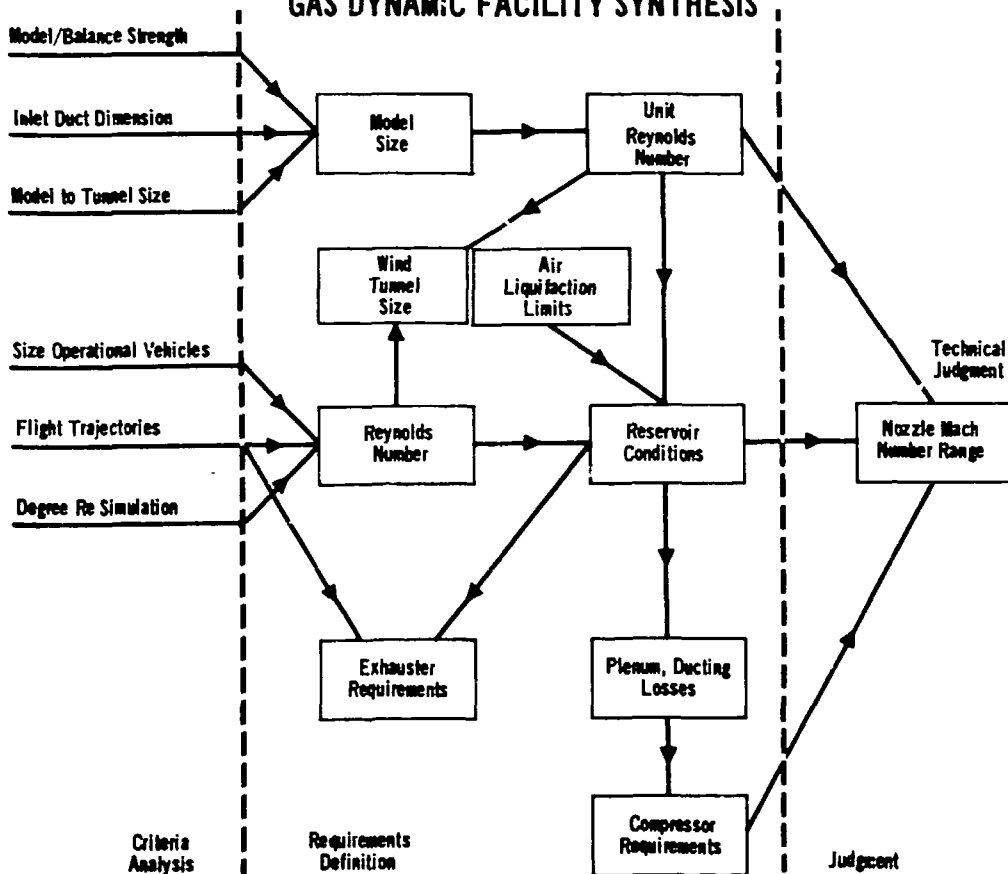 GAS DYNAMIC FACILITY SYNTHESIS
Model/Balance Strength
Inlet Duct Dimension
Model to Tunnel Size
Model
Size
Unit
Reynolds
Number
Wind
Tunnel
Size
Air
Liquifaction
Limits
Size Operational Vehicles
Flight Trajectories
Degree Re Simulation
Reynolds
Number
Reservoir
Conditions
Technical
Judgment
Nozzle Mach
Number Range
Exhauster
Requirements
Plenum, Ducting
Losses
Compressor
Requirements
Criteria
Analysis
Requirements
Definition
Judgment